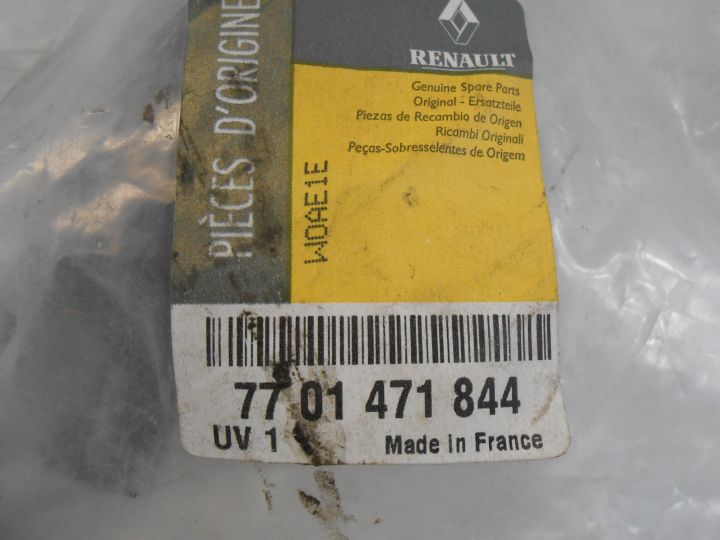 RENAULT
Genuine Spare Parts
Original - Ersatzteile
Piezas de Recambio de Origen
Ricambi Originali
Peças-Sobresselentes de Origem
PIÈCES D'ORIGINE
WOAE1E
77 01 471 844
UV 1
Made in France